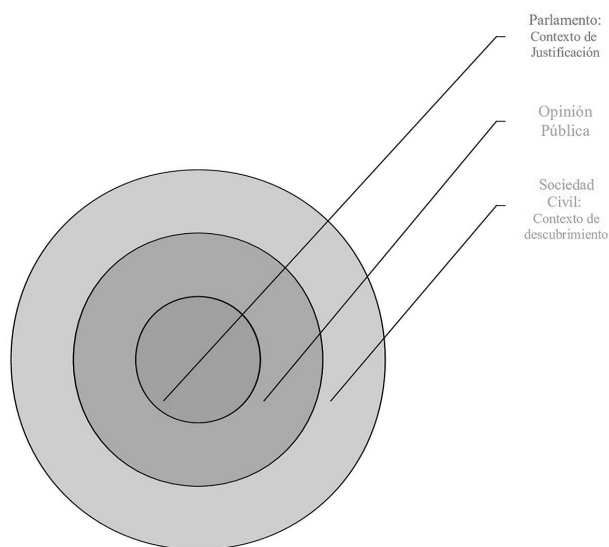 Parlamento:
Contexto de
Justificación
Opinión
Pública
Sociedad
Civil:
Contexto de
descubrimiento